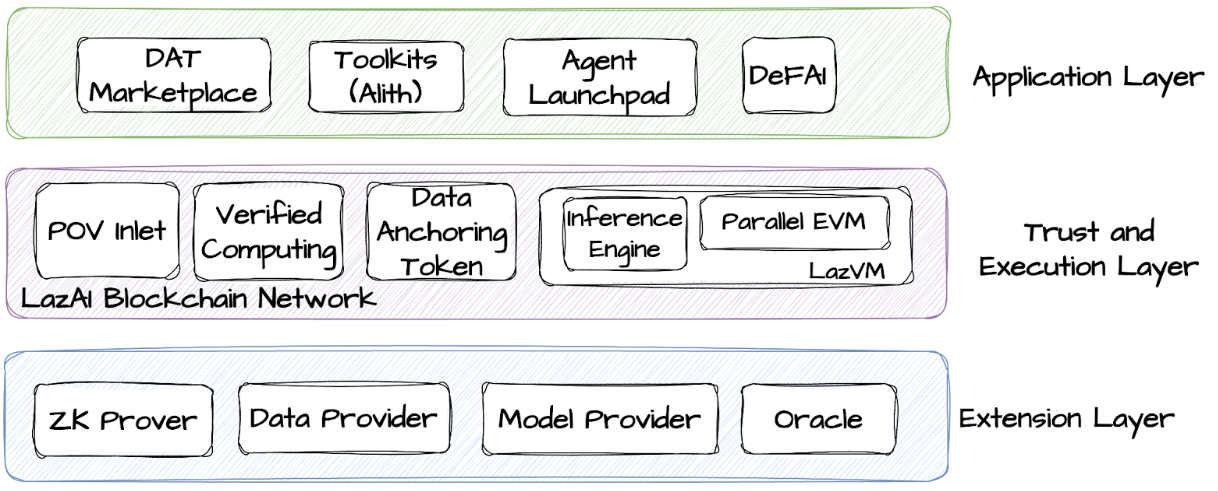 DAT
Marketplace
Toolkits
(Alith)
Agent
Launchpad
DeFAI
Application Layer
POV Inlet
Verified
Computing
Data
Anchoring
Token
Inference
Engine
Parallel EVM
LazVM
LazAI Blockchain Network
Trust and
Execution Layer
ZK Prover
Data Provider
Model Provider
Oracle
Extension Layer